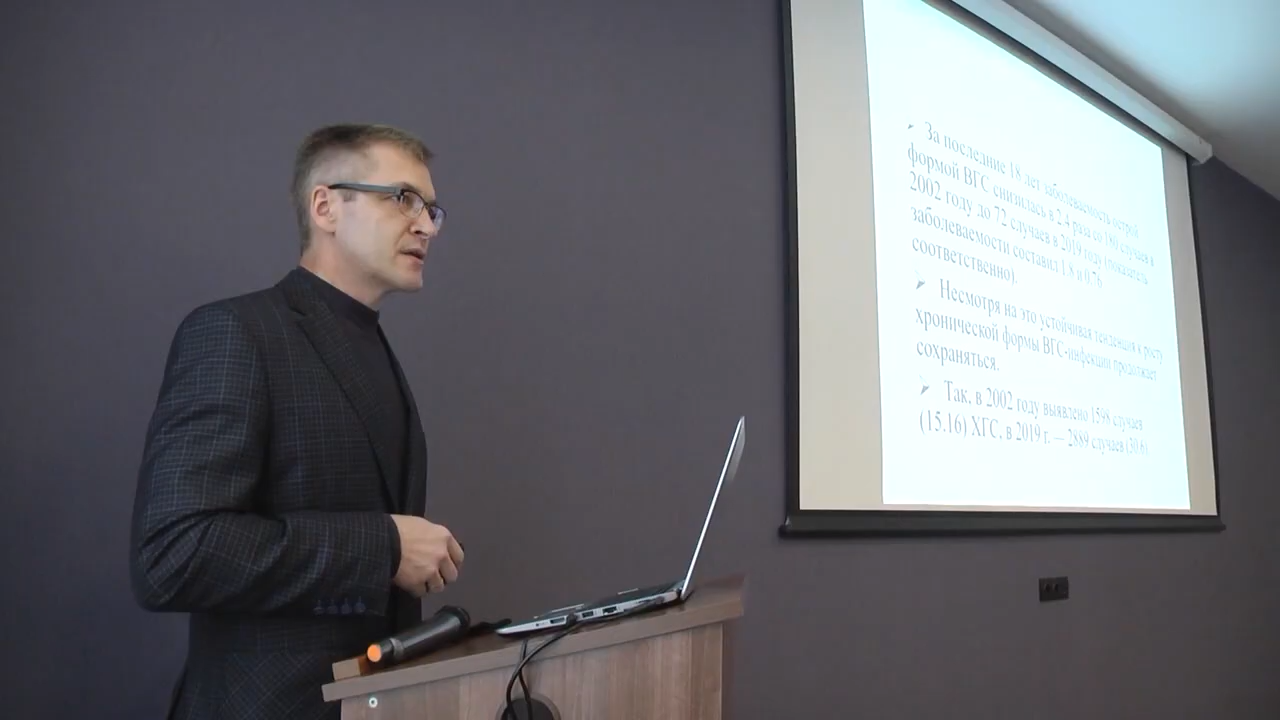 За последние 18 лет заболеваемость острой
формой ВГС снизилась в 2,4 раза со 180 случаев в
2002 году до 72 случаев в 2019 году (показатель
заболеваемости составил 1.8 и 0.76
соответственно).
Несмотря на это устойчивая тенденция к росту
хронической формы ВГС-инфекции продолжает
сохраняться.
Так, в 2002 году выявлено 1598 случаев
(15.16) ХГС, в 2019 г. — 2889 случаев (30.6)